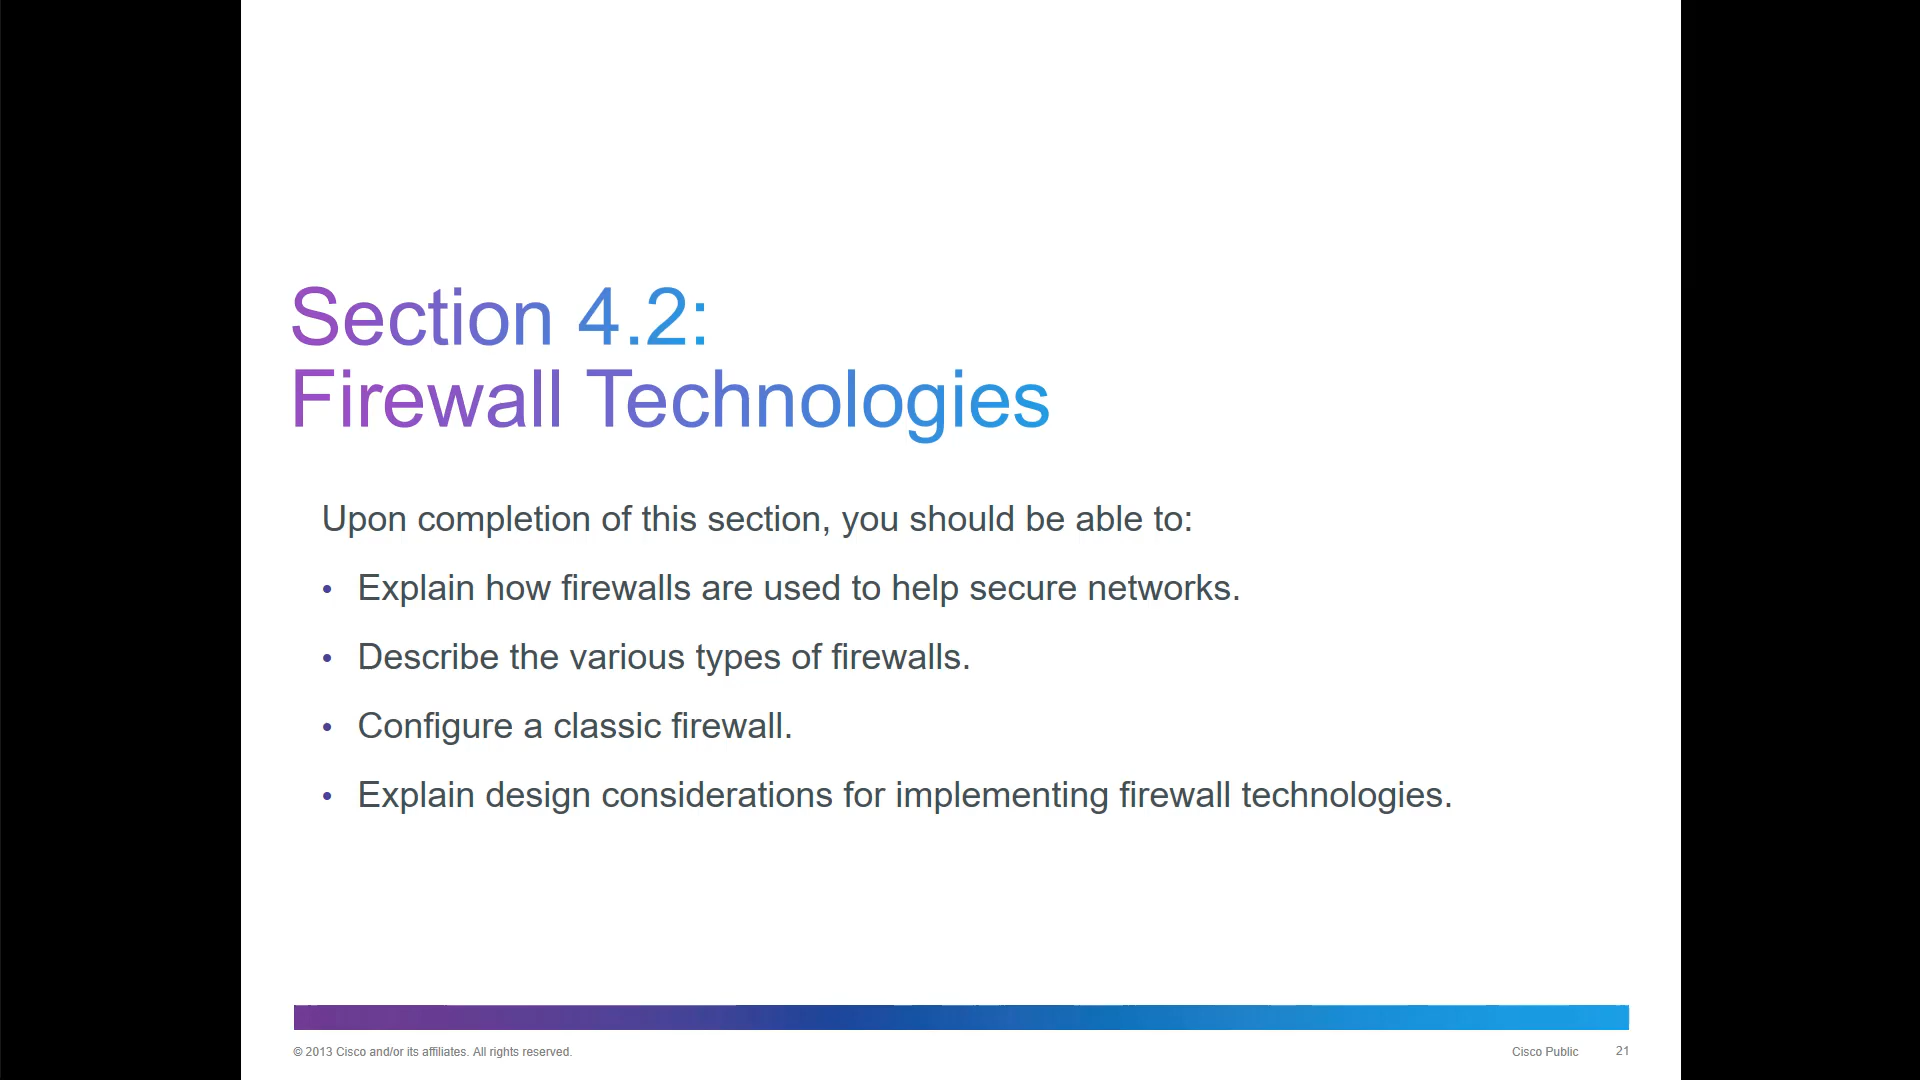 Section 4.2:
Firewall Technologies
Upon completion of this section, you should be able to:
• Explain how firewalls are used to help secure networks.
• Describe the various types of firewalls.
• Configure a classic firewall.
• Explain design considerations for implementing firewall technologies.
© 2013 Cisco and/or its affiliates. All rights reserved.
Cisco Public 21